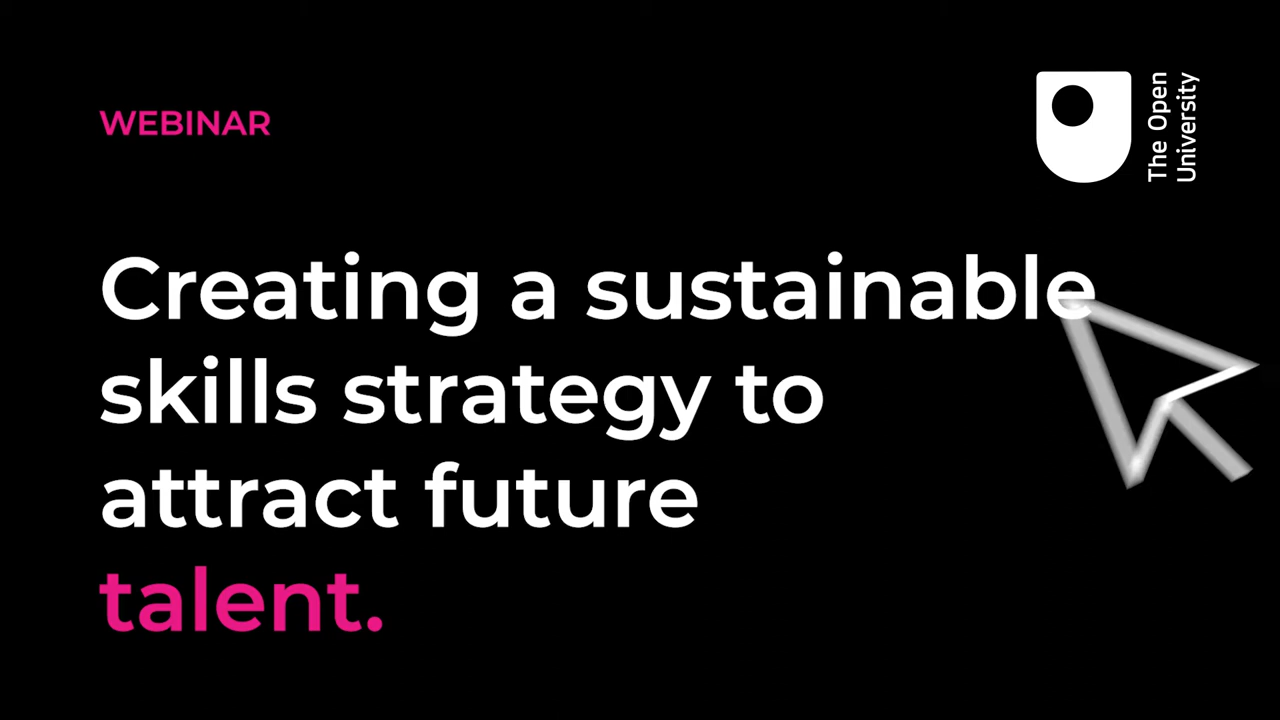 WEBINAR
The Open
University
Creating a sustainable
skills strategy to
attract future
talent.